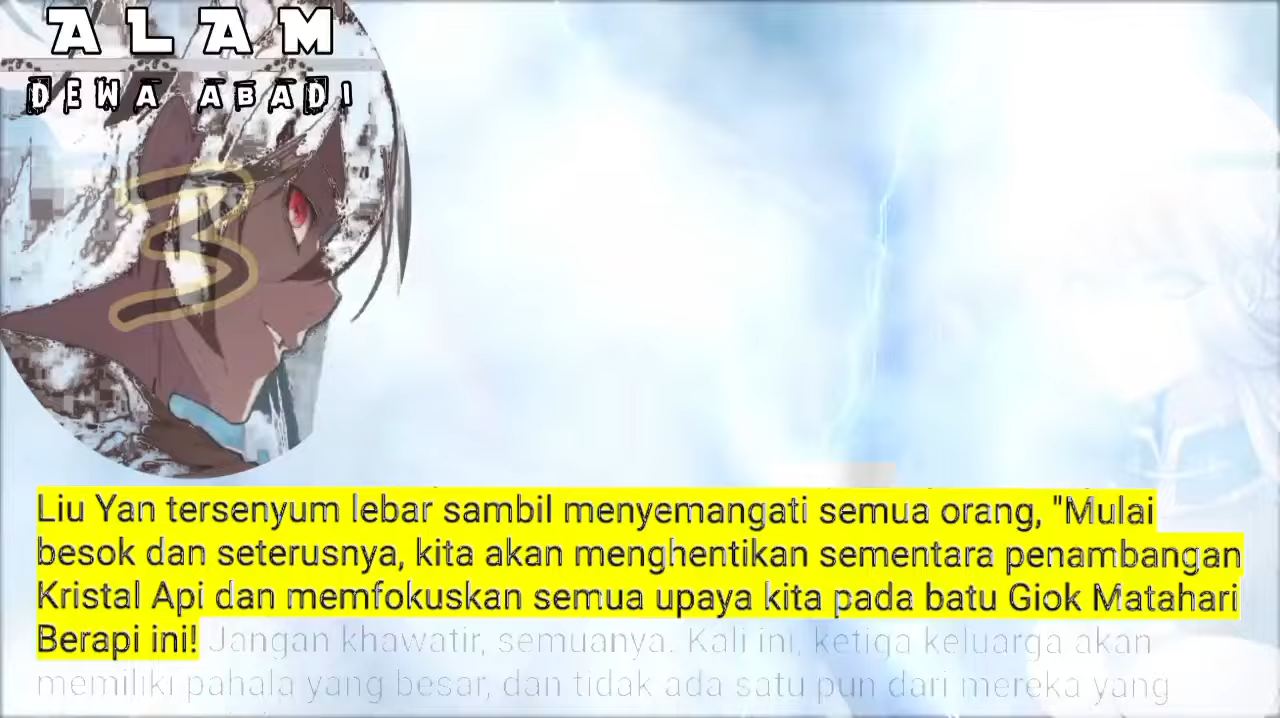 ALAM
DEWA ABADI
3
Liu Yan tersenyum lebar sambil menyemangati semua orang, "Mulai
besok dan seterusnya, kita akan menghentikan sementara penambangan
Kristal Api dan memfokuskan semua upaya kita pada batu Giok Matahari
Berapi ini! Jangan khawatir, semuanya. Kali ini, ketiga keluarga akan
memiliki pahala yang besar, dan tidak ada satu pun dari mereka yang